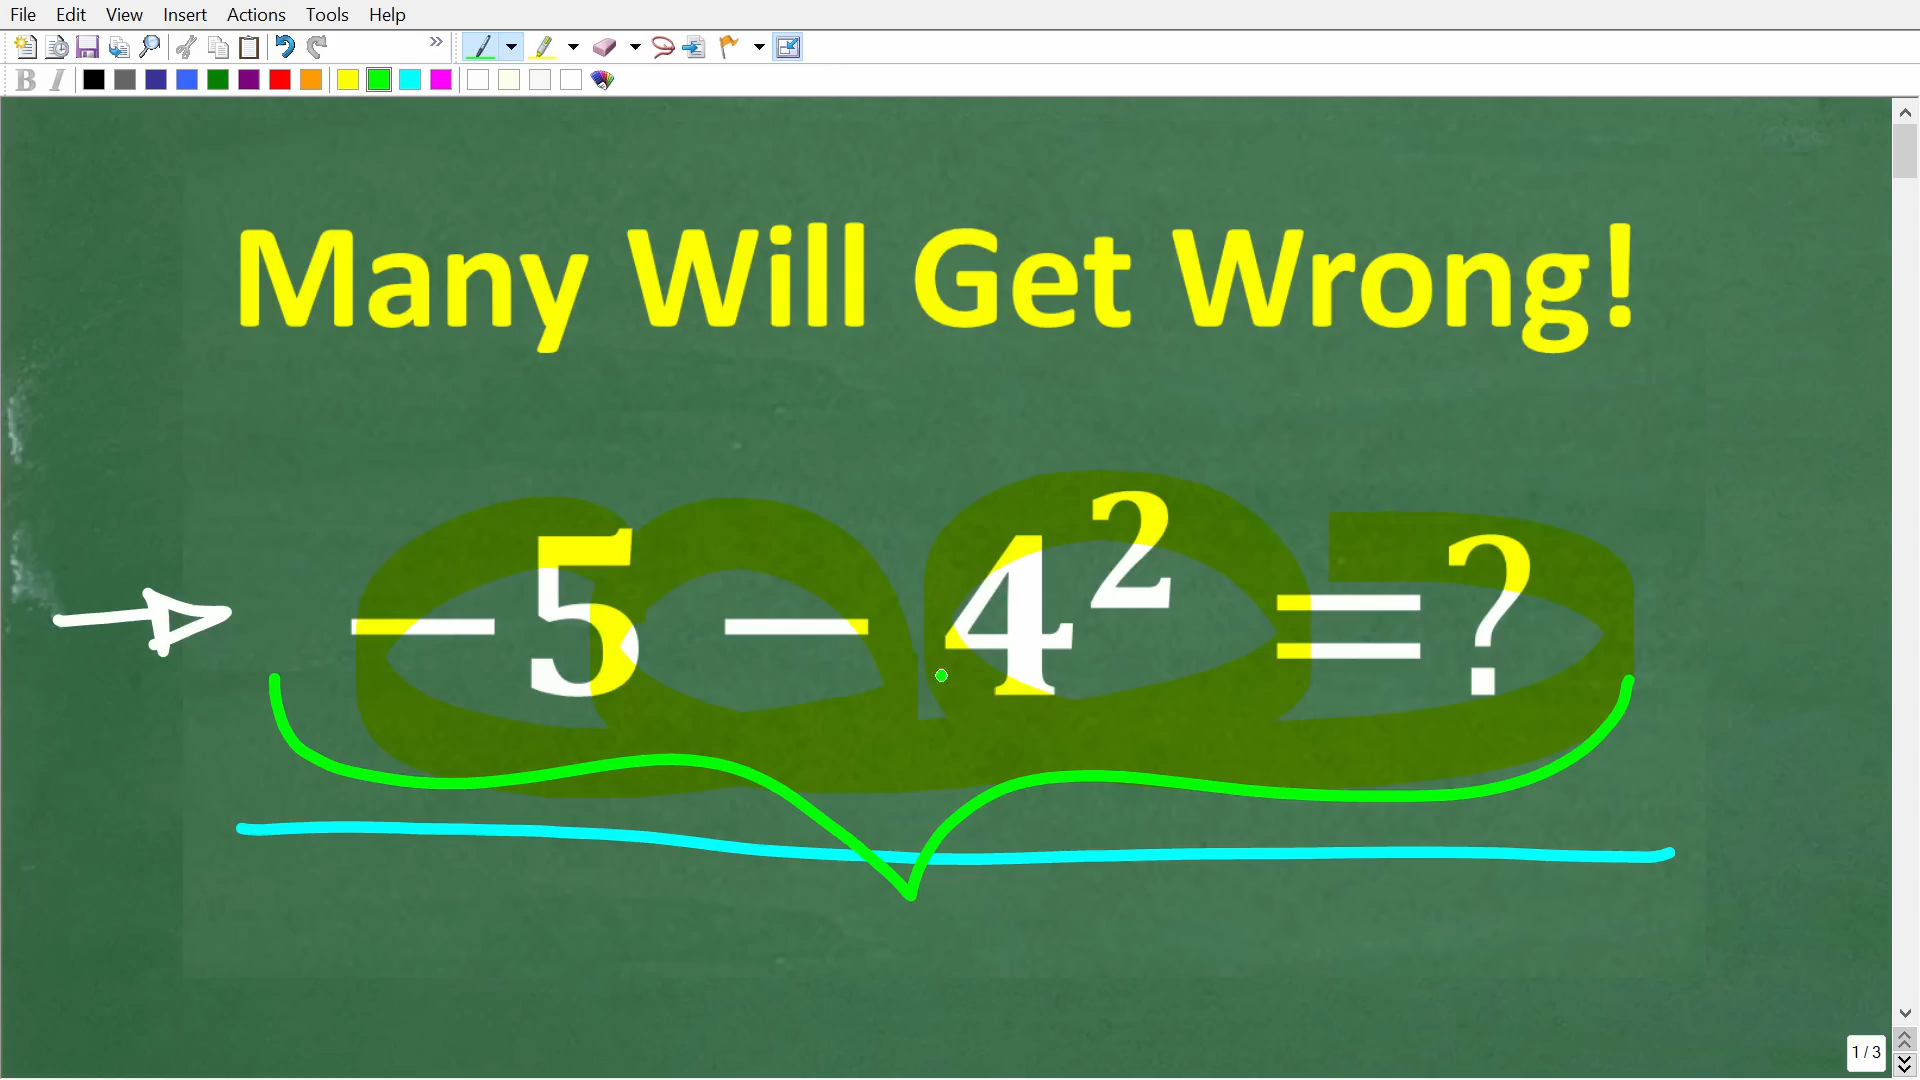 File Edit View Insert Actions Tools Help
B I
Many Will Get Wrong!
−5 − 4² = ?
1 / 3